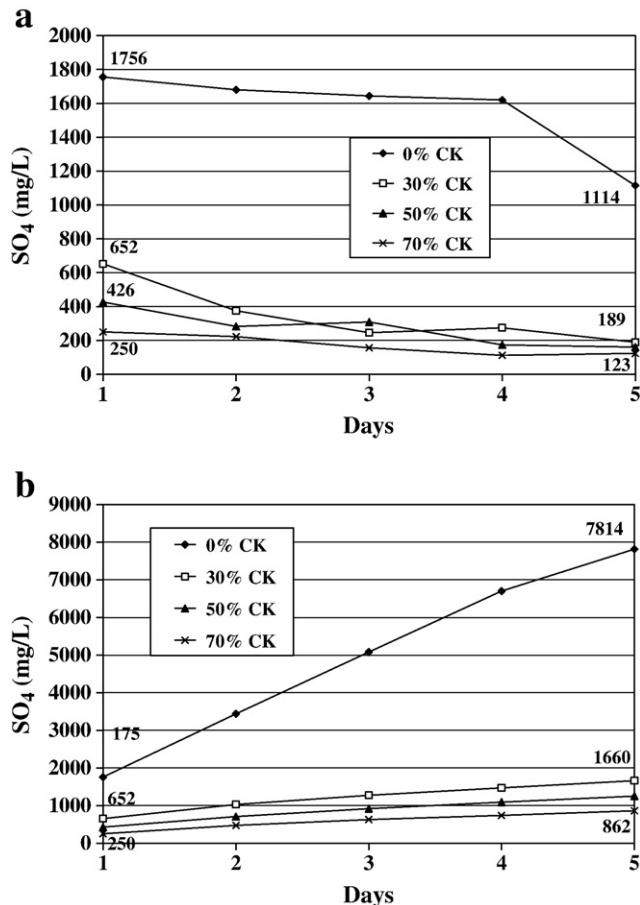 a
2000
1800
1756
1600
1400
1200
1000
800
600
400
200
0
SO4 (mg/L)
0% CK
30% CK
50% CK
70% CK
1114
652
426
250
189
123
1 2 3 4 5
Days
b
9000
8000
7000
6000
5000
4000
3000
2000
1000
0
SO4 (mg/L)
0% CK
30% CK
50% CK
70% CK
7814
175
652
250
1660
862
1 2 3 4 5
Days